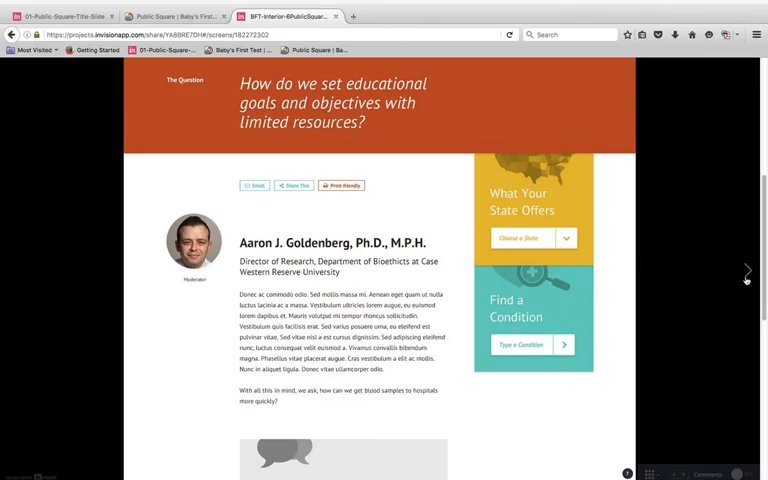 01-Public-Square-Title-Slide
Public Square | Baby's First...
BFT-Interior-6PublicSquar...
https://projects.invisionapp.com/share/YA8BRE7DH#/screens/182272302
Search
Most Visited
Getting Started
01-Public-Square-...
Baby's First Test | ...
Public Square | Ba...
The Question
How do we set educational
goals and objectives with
limited resources?
Email
Share This
Print-friendly
What Your
State Offers
Choose a State
Aaron J. Goldenberg, Ph.D., M.P.H.
Director of Research, Department of Bioethicts at Case
Western Reserve University
Moderator
Donec ac commodo odio. Sed mollis massa mi. Aenean eget quam ut nulla
luctus lacinia ac a massa. Vestibulum ultricies lorem augue, eu euismod
lorem dapibus et. Mauris volutpat mi tempor rhoncus sollicitudin.
Vestibulum quis facilisis erat. Sed varius posuere urna, eu eleifend est
pulvinar vitae. Sed vitae nisl a est cursus dignissim. Sed adipiscing eleifend
nunc, luctus consequat velit euismod a. Vivamus convallis bibendum
magna. Phasellus vitae placerat augue. Cras vestibulum a elit ac mollis.
Nunc in aliquet ligula. Donec vitae ullamcorper odio.
Find a
Condition
Type a Condition
With all this in mind, we ask, how can we get blood samples to hospitals
more quickly?
Comments